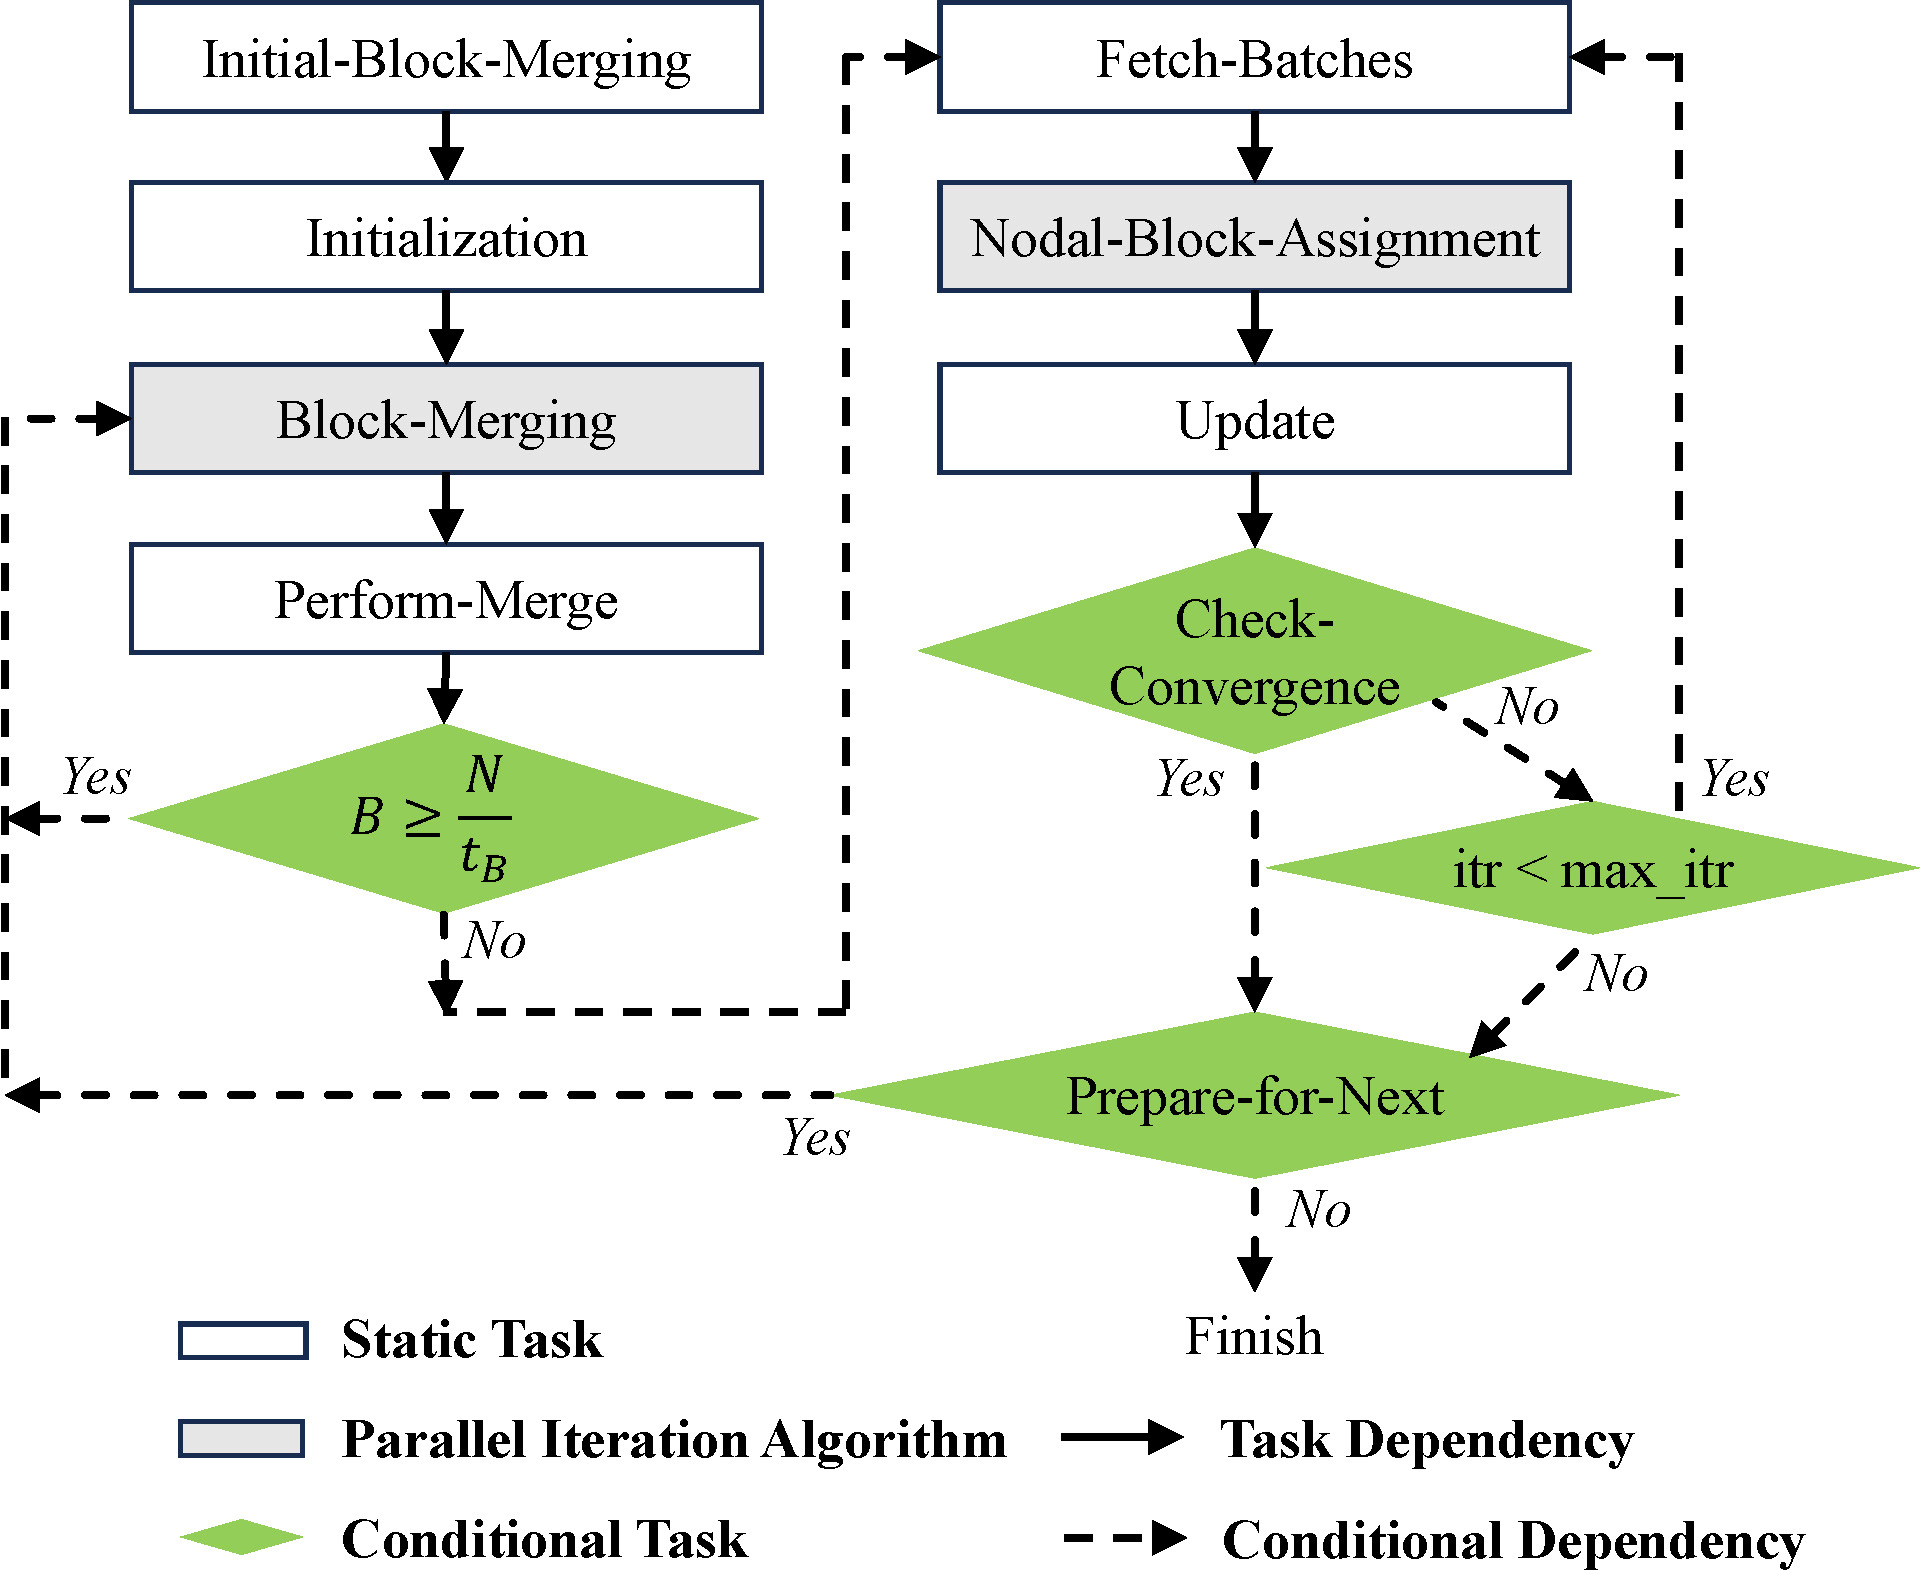 Initial-Block-Merging
Initialization
Block-Merging
Perform-Merge
Yes
B ≥ N/t_B
No
Fetch-Batches
Nodal-Block-Assignment
Update
Check-
Convergence
No
Yes
Yes
itr < max_itr
No
Prepare-for-Next
Yes
No
Finish
Static Task
Parallel Iteration Algorithm
Task Dependency
Conditional Task
Conditional Dependency